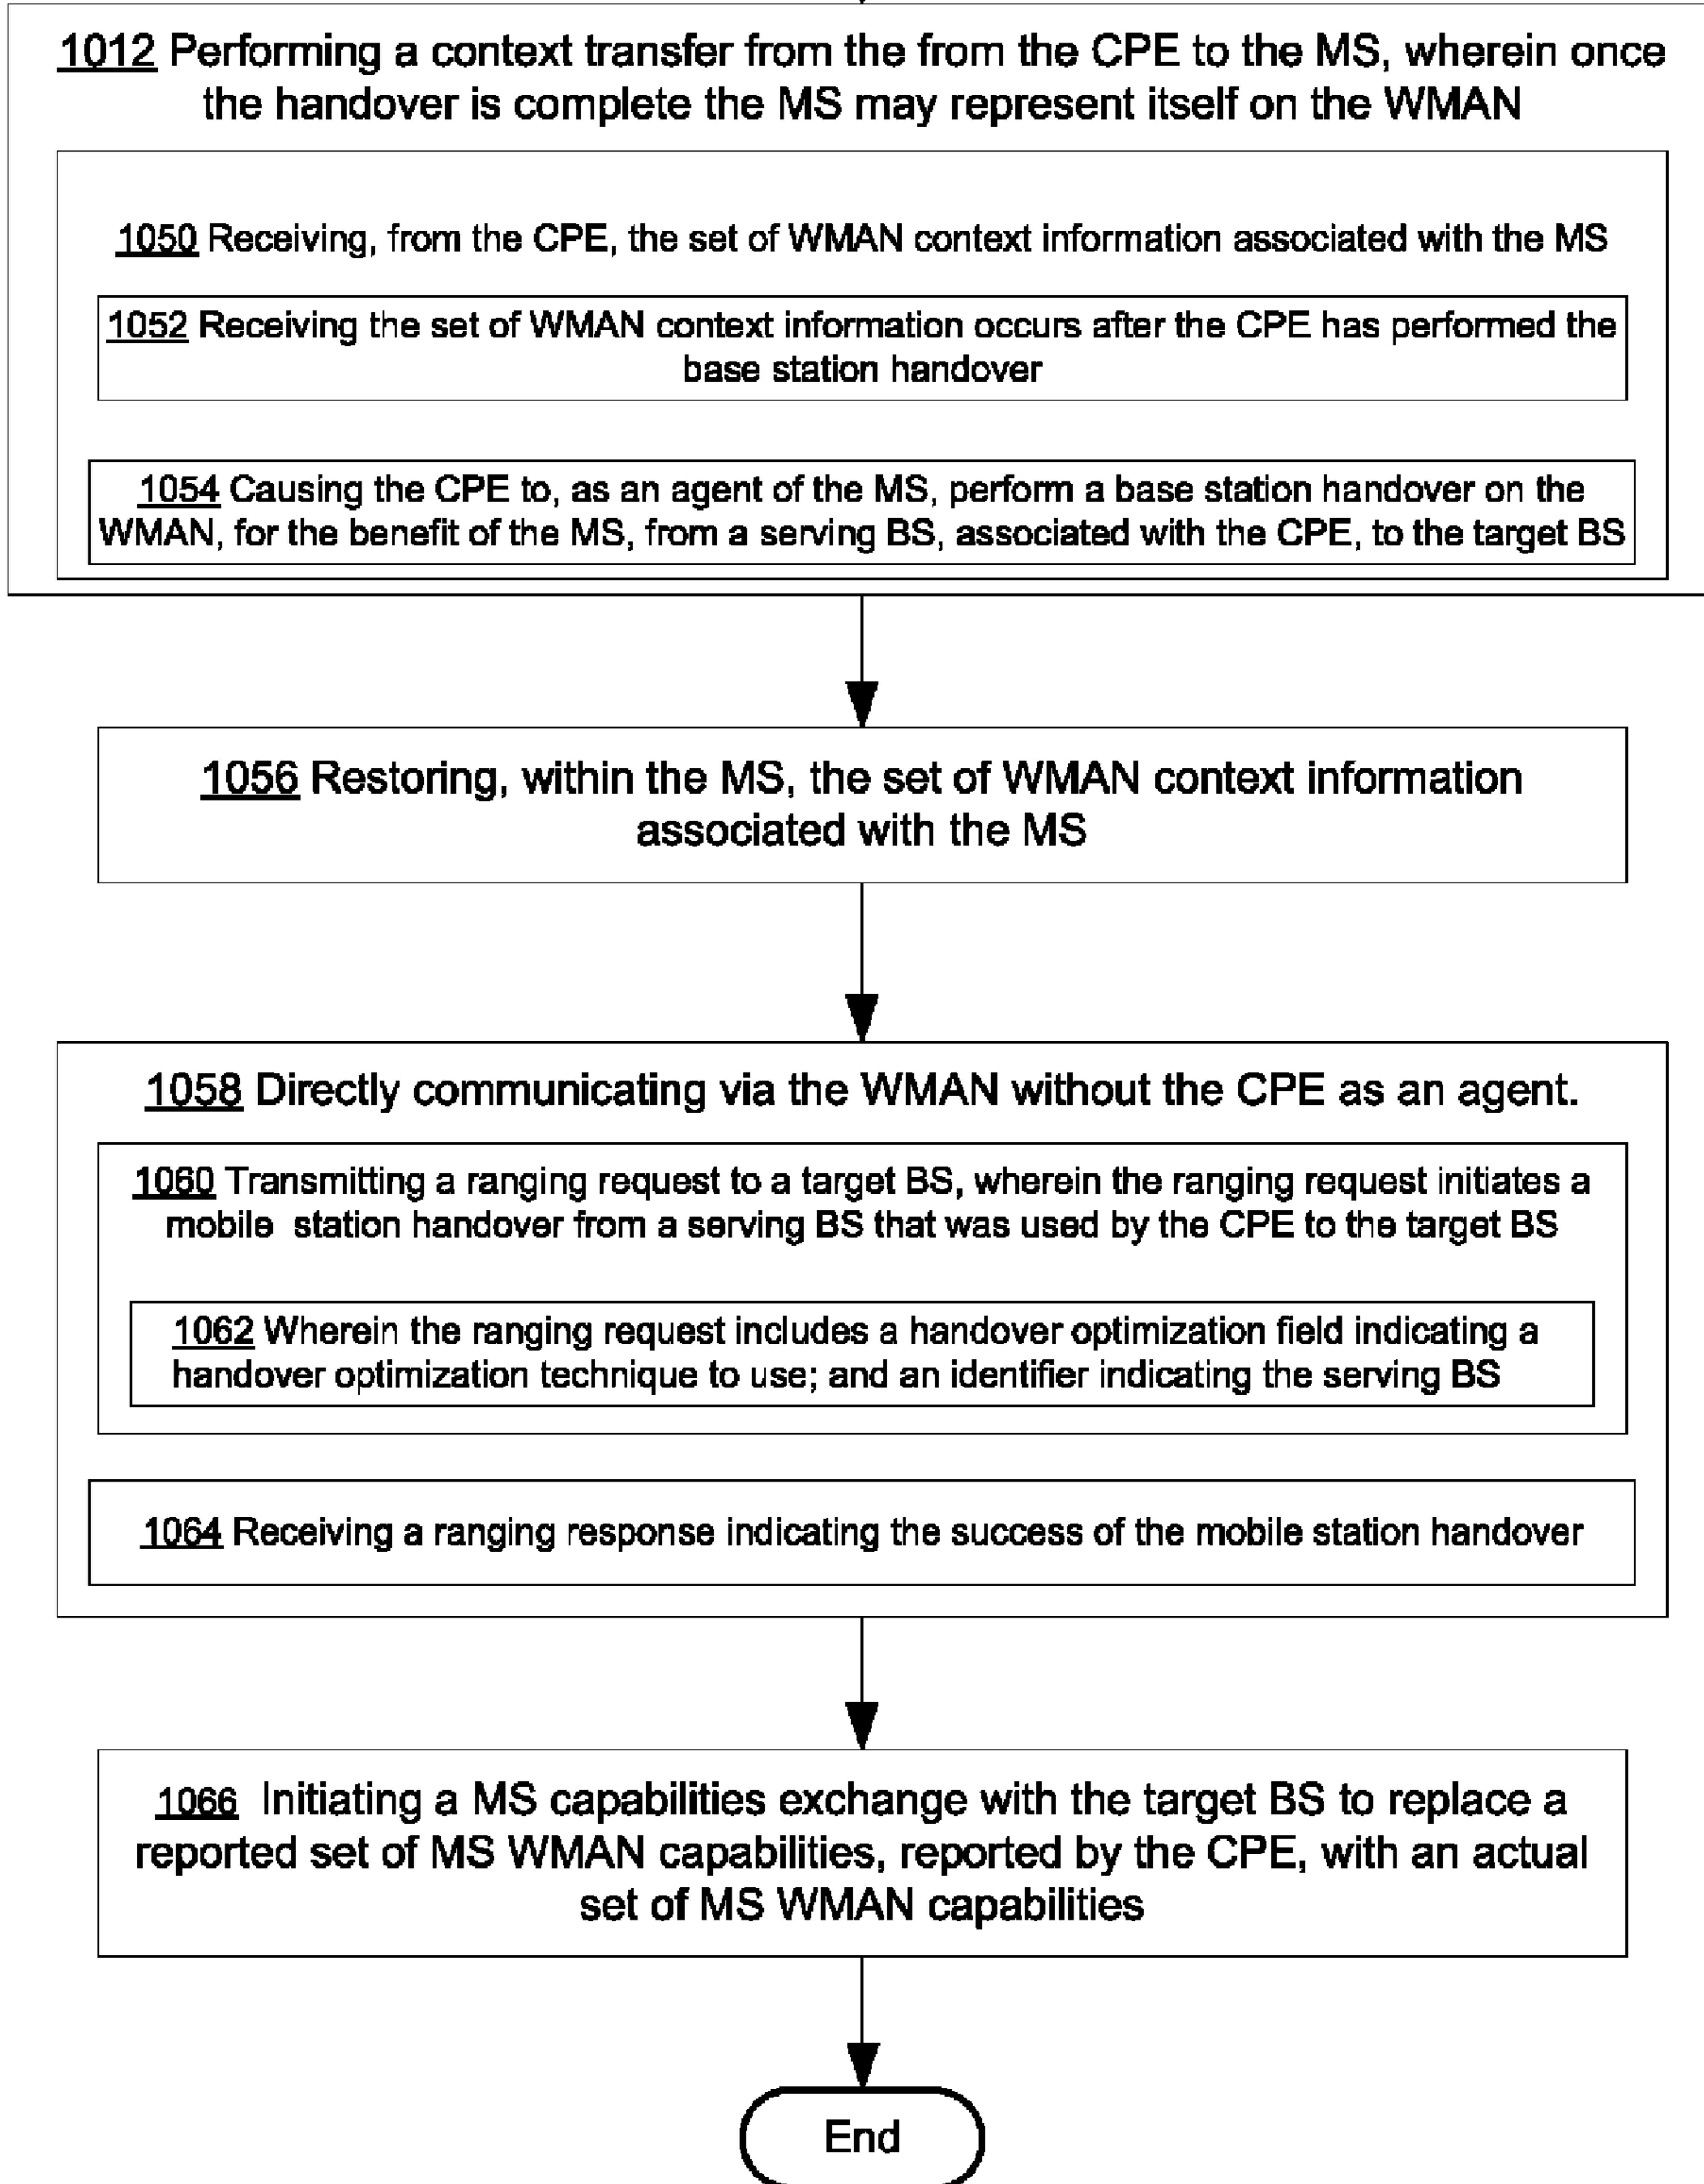 1012 Performing a context transfer from the from the CPE to the MS, wherein once
the handover is complete the MS may represent itself on the WMAN
1050 Receiving, from the CPE, the set of WMAN context information associated with the MS
1052 Receiving the set of WMAN context information occurs after the CPE has performed the
base station handover
1054 Causing the CPE to, as an agent of the MS, perform a base station handover on the
WMAN, for the benefit of the MS, from a serving BS, associated with the CPE, to the target BS
1056 Restoring, within the MS, the set of WMAN context information
associated with the MS
1058 Directly communicating via the WMAN without the CPE as an agent.
1060 Transmitting a ranging request to a target BS, wherein the ranging request initiates a
mobile station handover from a serving BS that was used by the CPE to the target BS
1062 Wherein the ranging request includes a handover optimization field indicating a
handover optimization technique to use; and an identifier indicating the serving BS
1064 Receiving a ranging response indicating the success of the mobile station handover
1066 Initiating a MS capabilities exchange with the target BS to replace a
reported set of MS WMAN capabilities, reported by the CPE, with an actual
set of MS WMAN capabilities
End